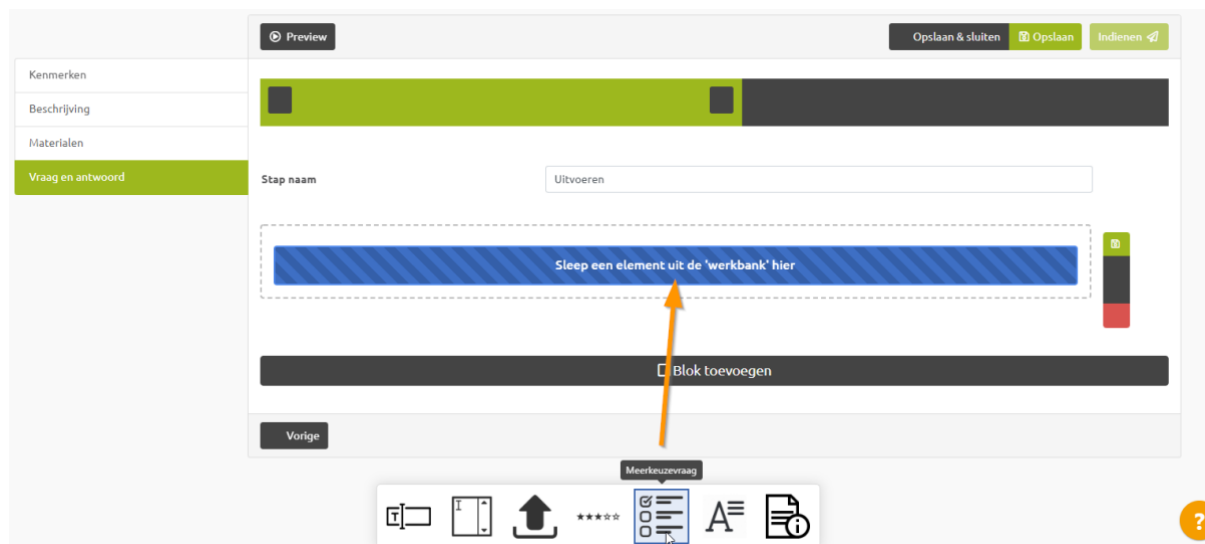 Preview
Opslaan & sluiten
Opslaan
Indienen
Kenmerken
Beschrijving
Materialen
Vraag en antwoord
Stap naam
Uitvoeren
Sleep een element uit de 'werkbank' hier
Blok toevoegen
Vorige
Meerkeuzevraag
T
I
A
i
?